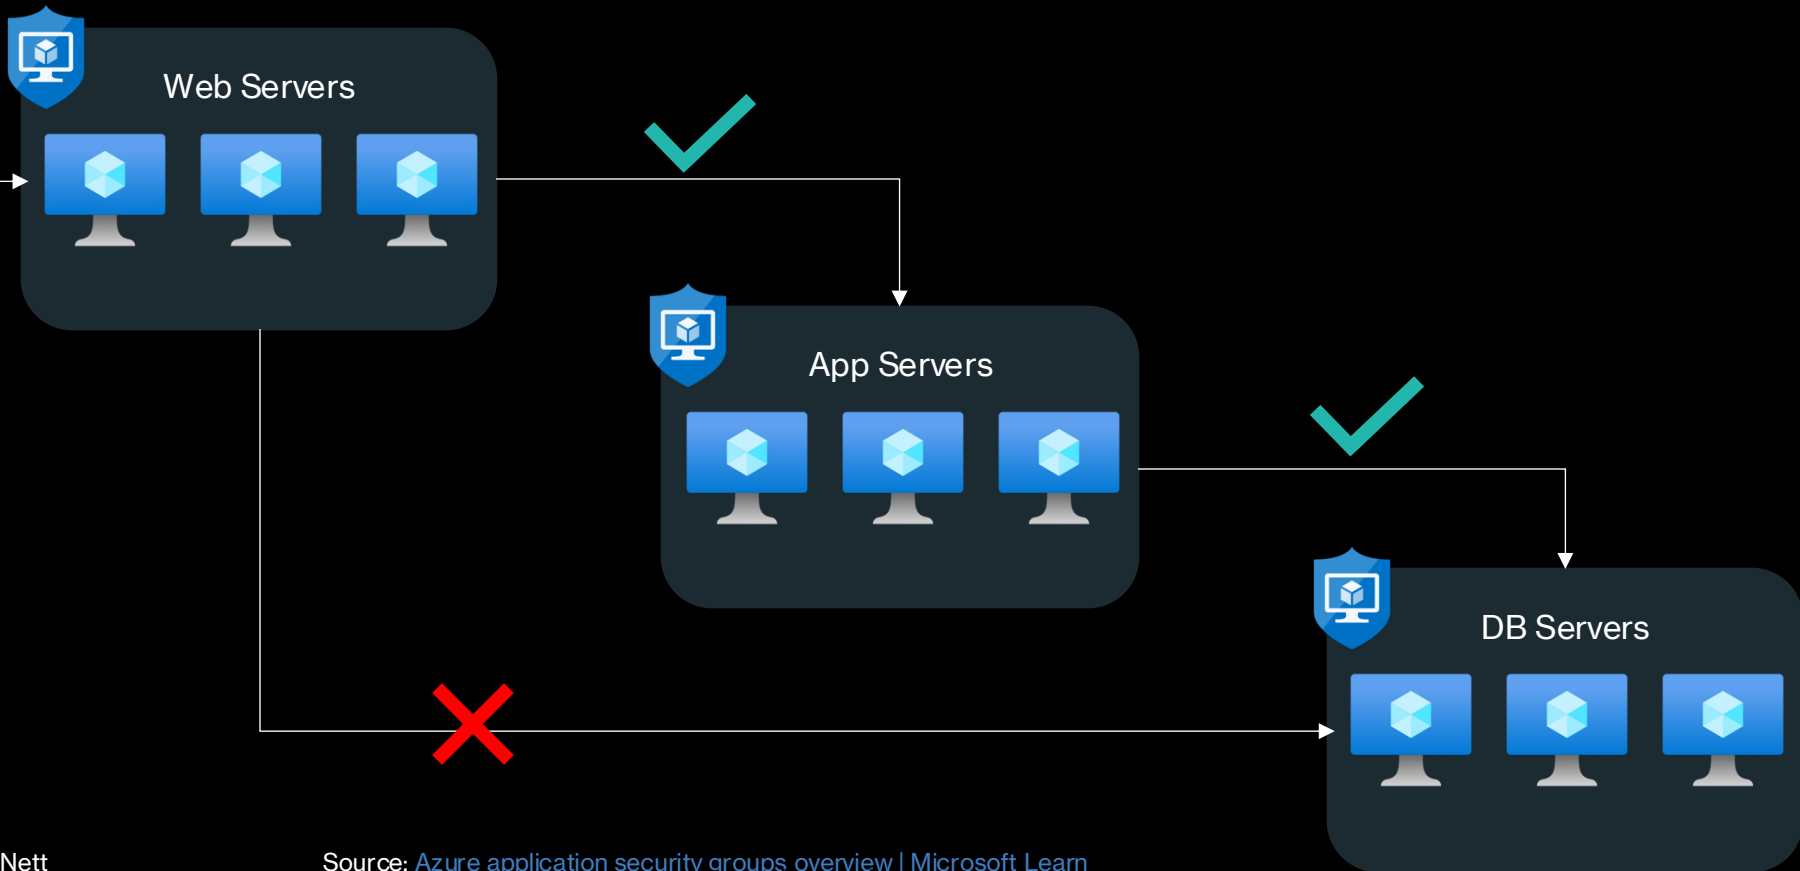 Web Servers
App Servers
DB Servers
Nett
Source: Azure application security groups overview | Microsoft Learn